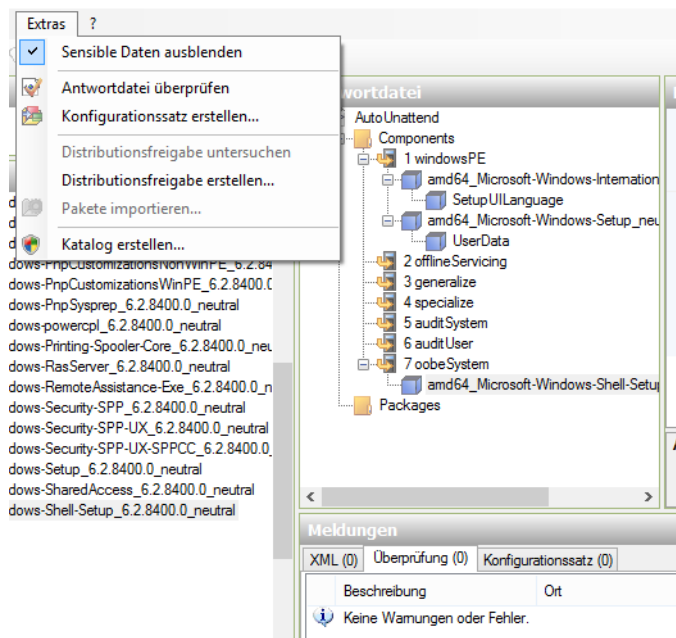 Extras ?
Sensible Daten ausblenden
Antwortdatei überprüfen
Konfigurationssatz erstellen...
Distributionsfreigabe untersuchen
Distributionsfreigabe erstellen...
Pakete importieren...
Katalog erstellen...
dows-PnpCustomizationsNonWinPE_6.2.84
dows-PnpCustomizationsWinPE_6.2.8400.0
dows-PnpSysprep_6.2.8400.0_neutral
dows-powercpl_6.2.8400.0_neutral
dows-Printing-Spooler-Core_6.2.8400.0_neu
dows-RasServer_6.2.8400.0_neutral
dows-RemoteAssistance-Exe_6.2.8400.0_n
dows-Security-SPP_6.2.8400.0_neutral
dows-Security-SPP-UX_6.2.8400.0_neutral
dows-Security-SPP-UX-SPPCC_6.2.8400.0_
dows-Setup_6.2.8400.0_neutral
dows-SharedAccess_6.2.8400.0_neutral
dows-Shell-Setup_6.2.8400.0_neutral
wortdatei
AutoUnattend
Components
1 windowsPE
amd64_Microsoft-Windows-Internation
SetupUILanguage
amd64_Microsoft-Windows-Setup_neu
UserData
2 offlineServicing
3 generalize
4 specialize
5 auditSystem
6 auditUser
7 oobeSystem
amd64_Microsoft-Windows-Shell-Setup
Packages
Meldungen
XML (0) Überprüfung (0) Konfigurationssatz (0)
Beschreibung Ort
Keine Warnungen oder Fehler.